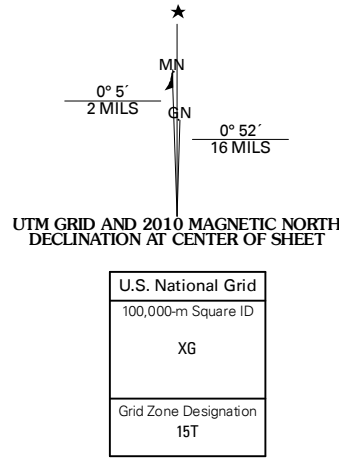 MN
0° 5´
2 MILS
GN
0° 52´
16 MILS
UTM GRID AND 2010 MAGNETIC NORTH
DECLINATION AT CENTER OF SHEET
U.S. National Grid
100,000-m Square ID
XG
Grid Zone Designation
15T